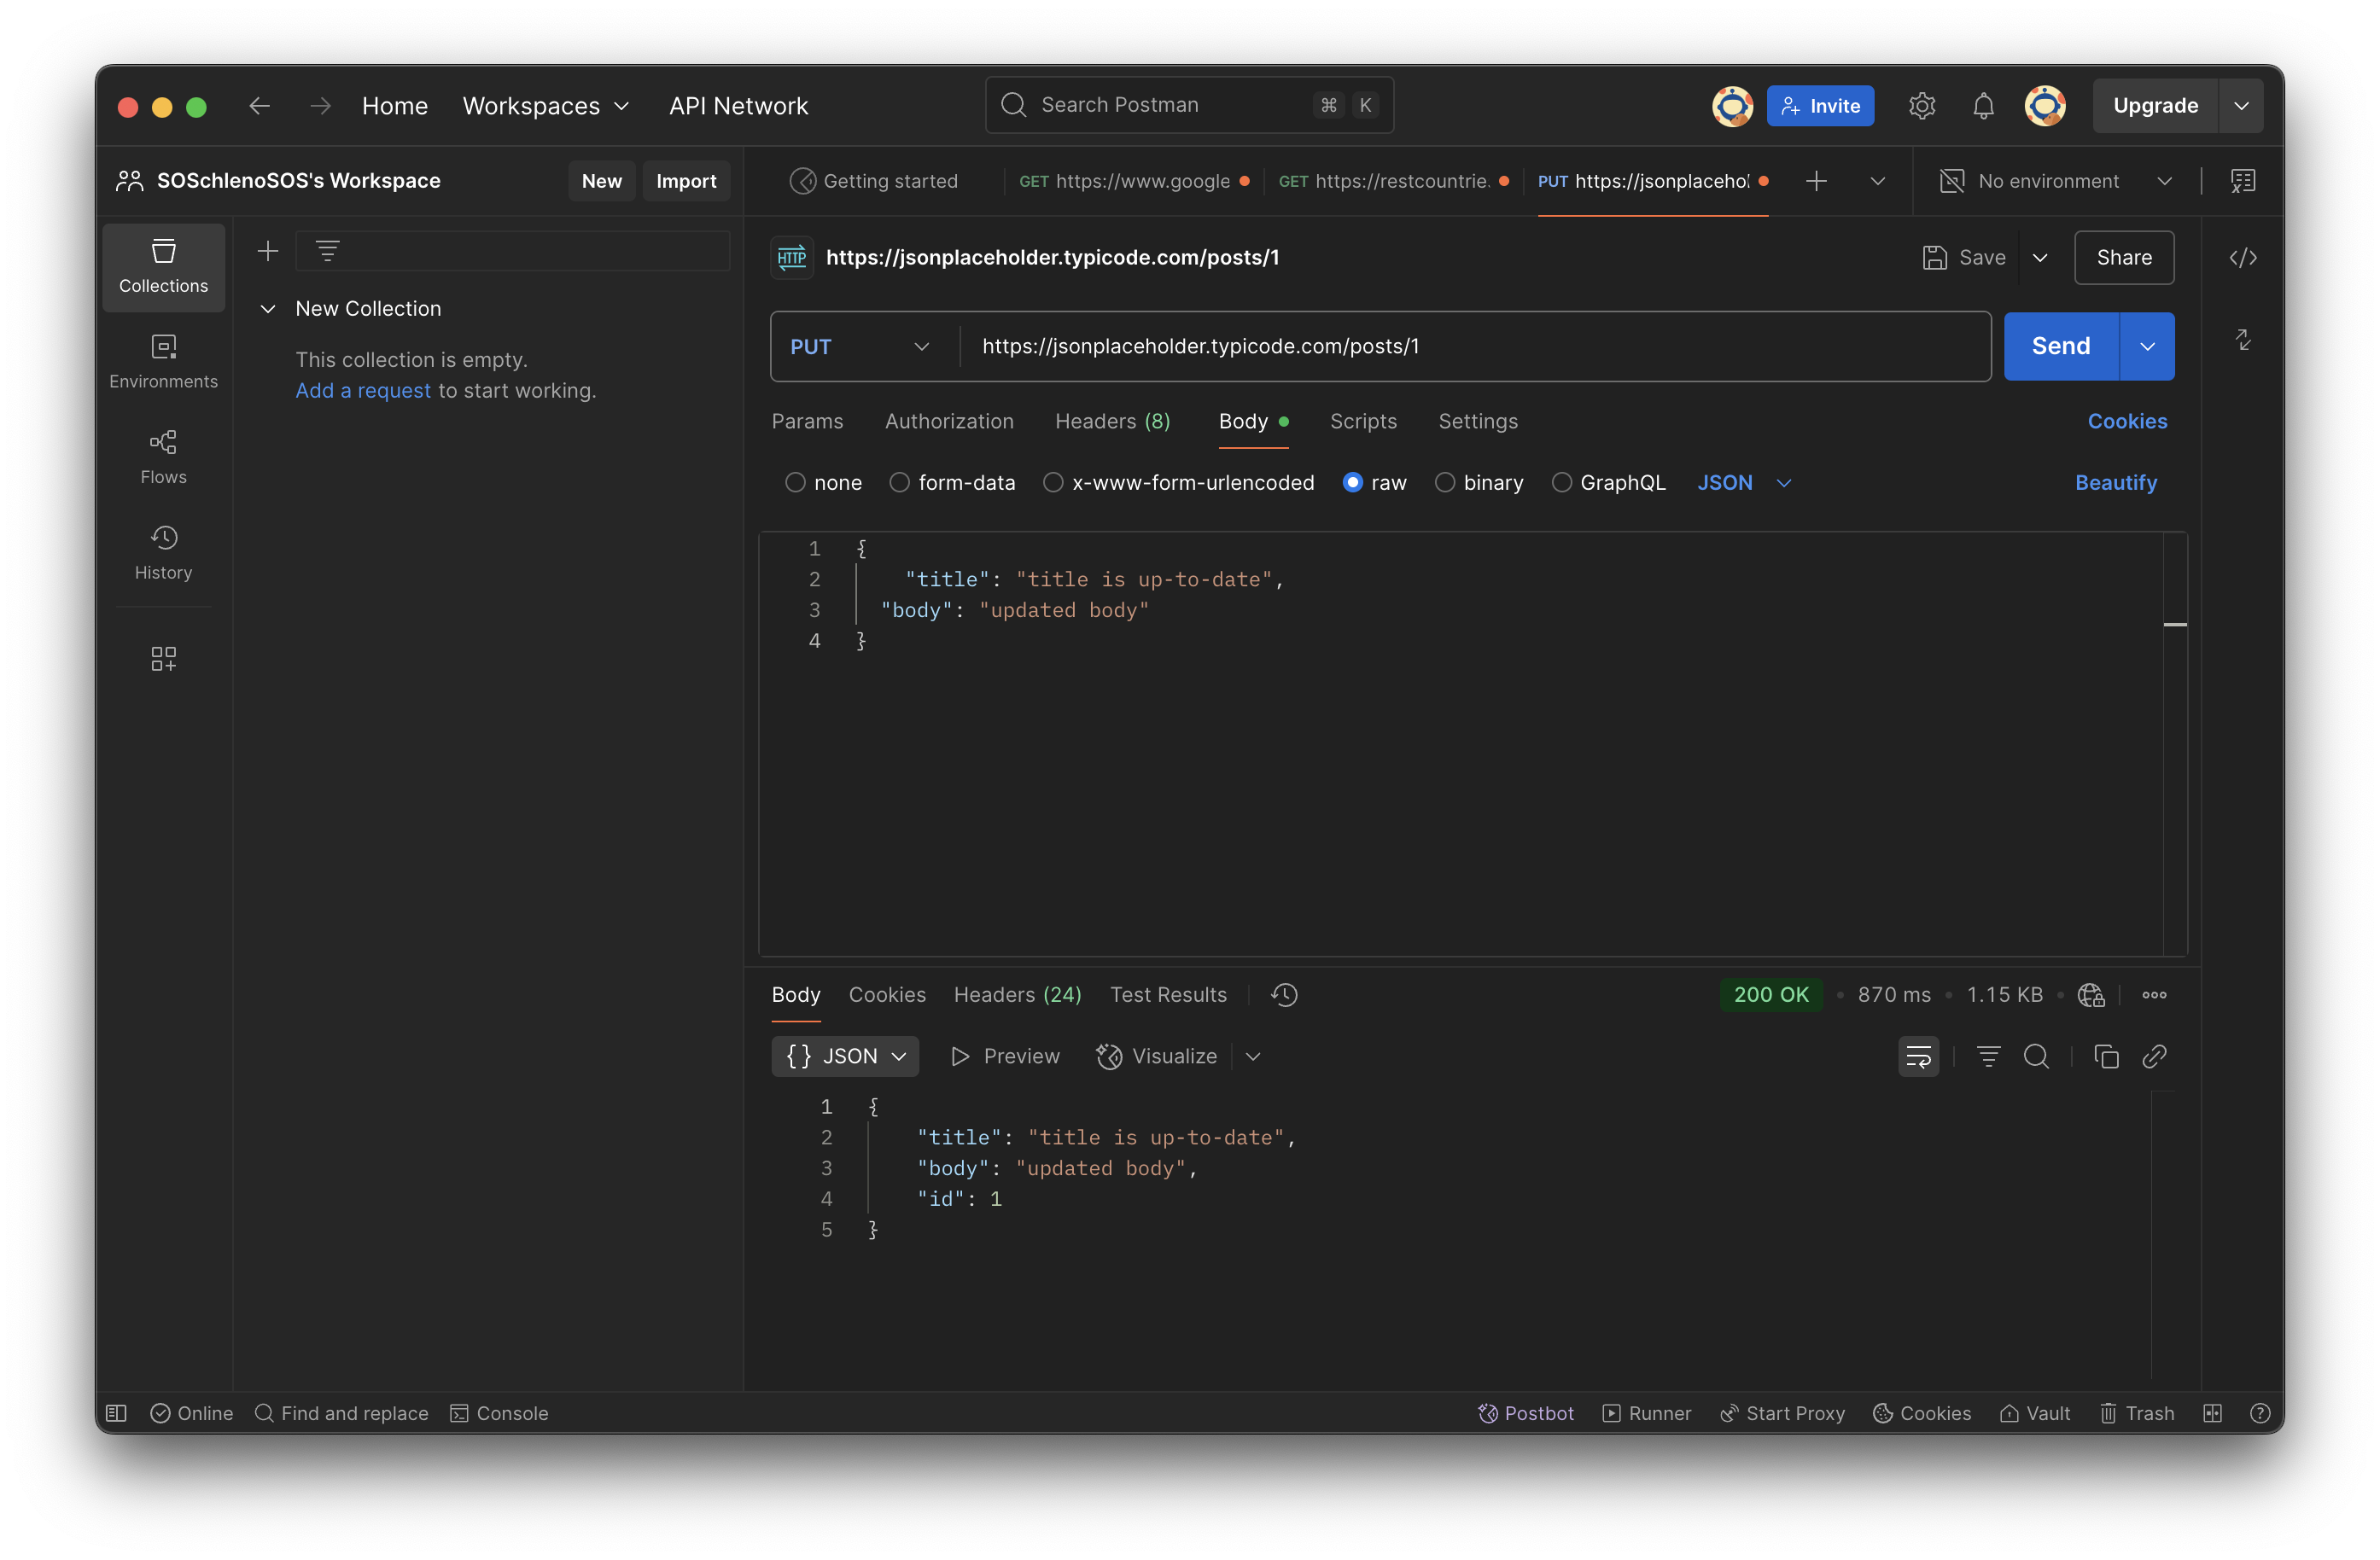 Home Workspaces API Network Search Postman ⌘ K Invite Upgrade
SOSchlenoSOS's Workspace New Import Getting started GET https://www.google GET https://restcountrie. PUT https://jsonplacehol No environment
Collections
Environments
Flows
History
New Collection
This collection is empty.
Add a request to start working.
HTTP https://jsonplaceholder.typicode.com/posts/1 Save Share
PUT https://jsonplaceholder.typicode.com/posts/1 Send
Params Authorization Headers (8) Body Scripts Settings Cookies
none form-data x-www-form-urlencoded raw binary GraphQL JSON Beautify
1 {
2 "title": "title is up-to-date",
3 "body": "updated body"
4 }
Body Cookies Headers (24) Test Results 200 OK • 870 ms • 1.15 KB •
{} JSON Preview Visualize
1 {
2 "title": "title is up-to-date",
3 "body": "updated body",
4 "id": 1
5 }
Online Find and replace Console Postbot Runner Start Proxy Cookies Vault Trash